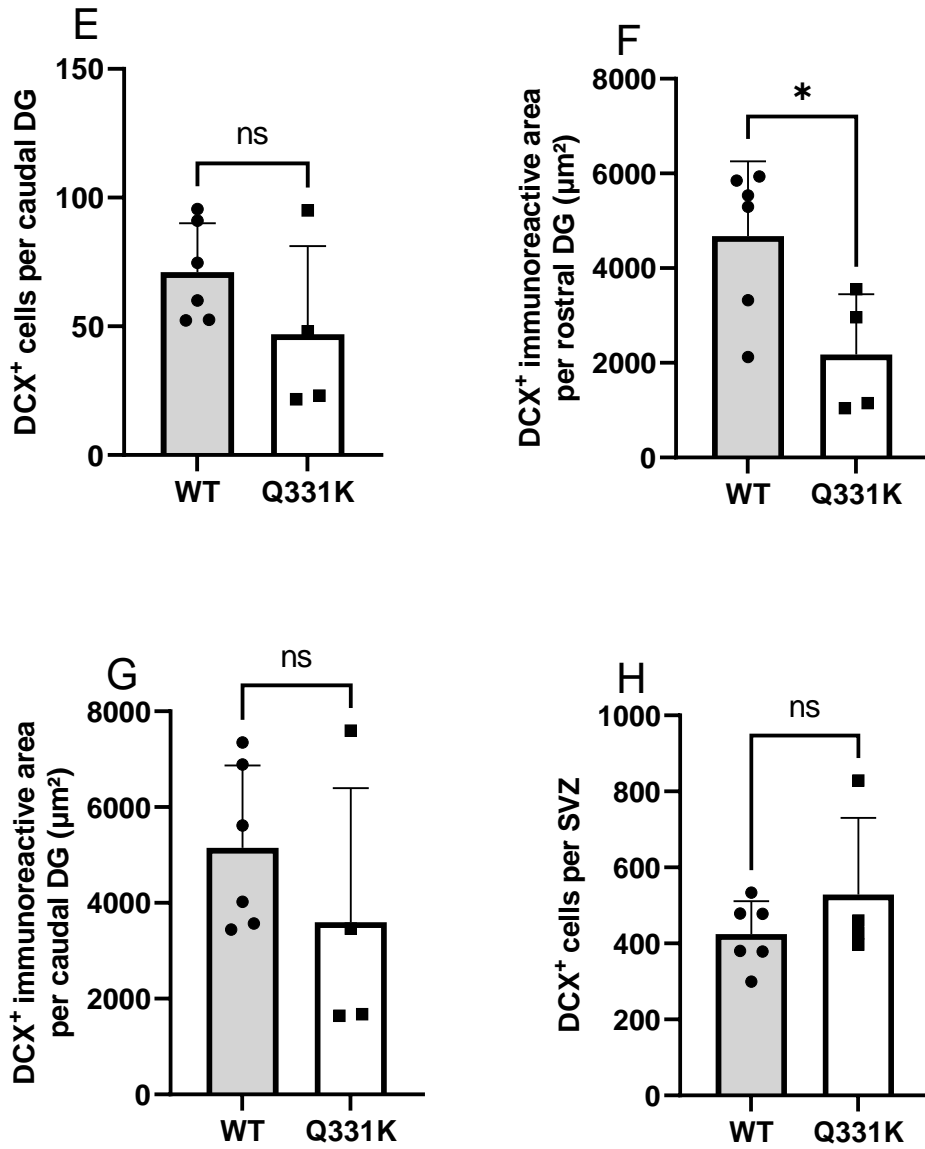 E
DCX⁺ cells per caudal DG
150
100
50
0
ns
WT Q331K
F
DCX⁺ immunoreactive area
per rostral DG (µm²)
8000
6000
4000
2000
0
*
WT Q331K
G
DCX⁺ immunoreactive area
per caudal DG (µm²)
8000
6000
4000
2000
0
ns
WT Q331K
H
DCX⁺ cells per SVZ
1000
800
600
400
200
0
ns
WT Q331K